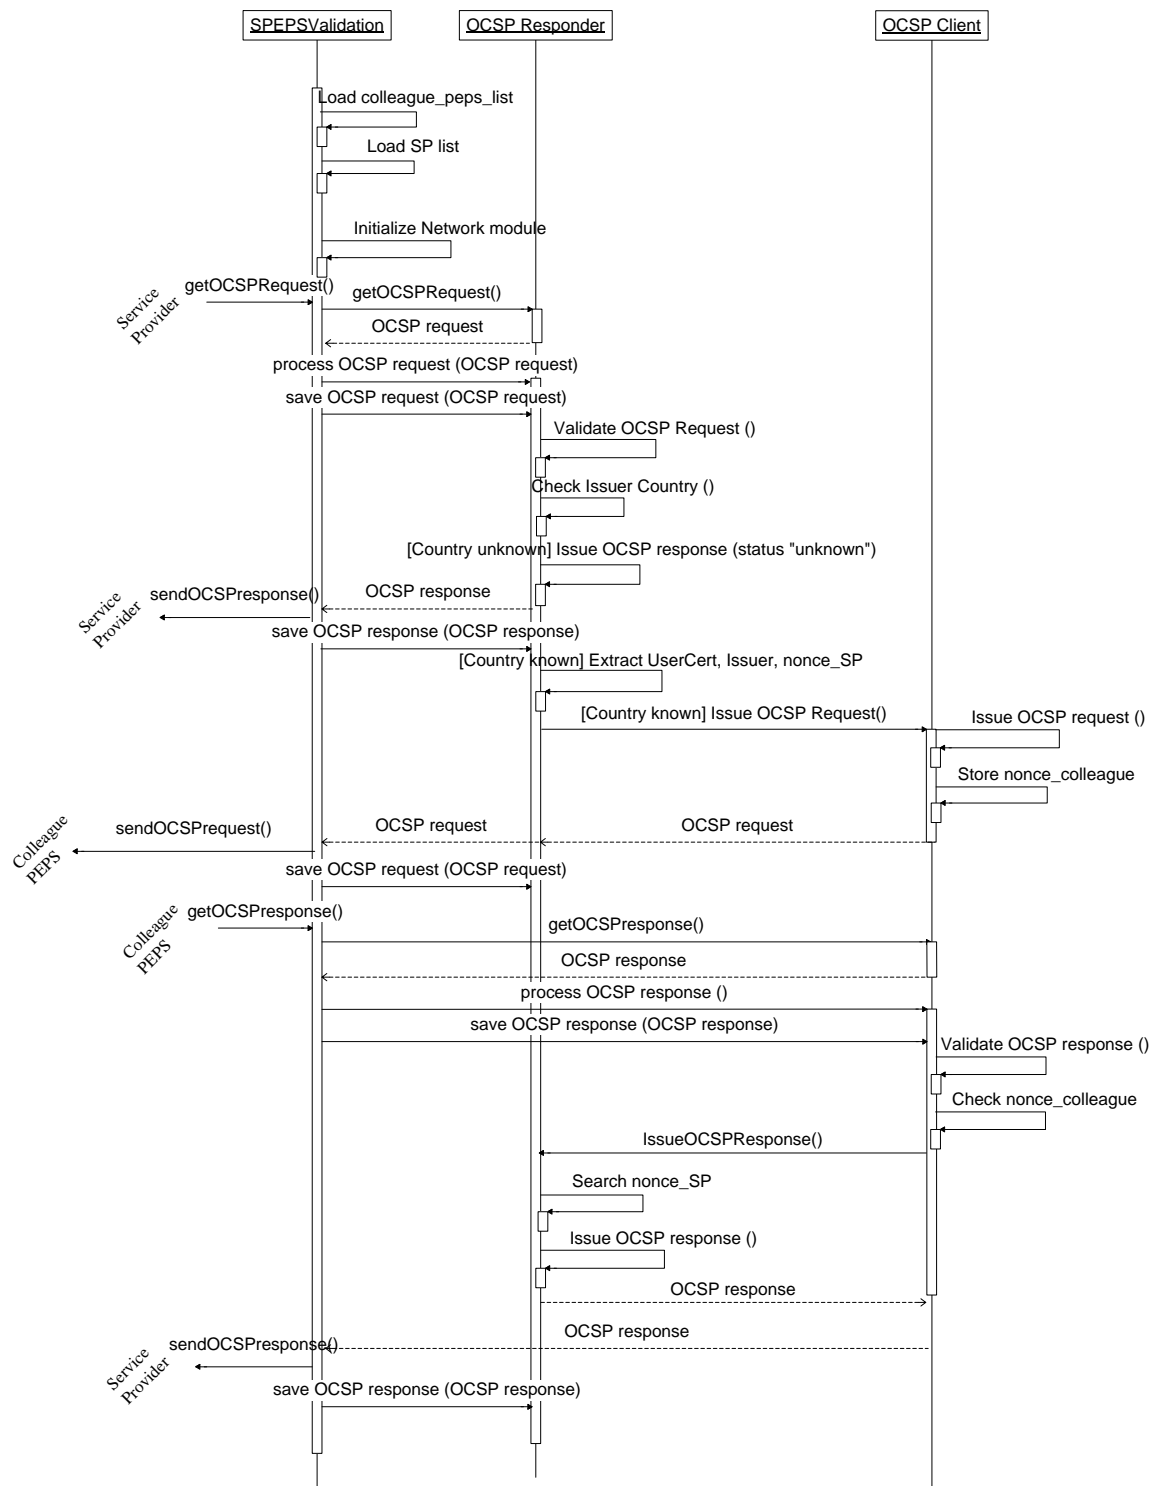 SPEPSValidation
OCSP Responder
OCSP Client
Load colleague_peps_list
Load SP list
Initialize Network module
getOCSPRequest()
Service
Provider
getOCSPRequest()
OCSP request
process OCSP request (OCSP request)
save OCSP request (OCSP request)
Validate OCSP Request ()
Check Issuer Country ()
[Country unknown] Issue OCSP response (status "unknown")
OCSP response
sendOCSPresponse()
Service
Provider
save OCSP response (OCSP response)
[Country known] Extract UserCert, Issuer, nonce_SP
[Country known] Issue OCSP Request()
Issue OCSP request ()
Store nonce_colleague
OCSP request
OCSP request
sendOCSPrequest()
Colleague
PEPS
save OCSP request (OCSP request)
getOCSPresponse()
Colleague
PEPS
getOCSPresponse()
OCSP response
process OCSP response ()
save OCSP response (OCSP response)
Validate OCSP response ()
Check nonce_colleague
IssueOCSPResponse()
Search nonce_SP
Issue OCSP response ()
OCSP response
OCSP response
sendOCSPresponse()
Service
Provider
save OCSP response (OCSP response)